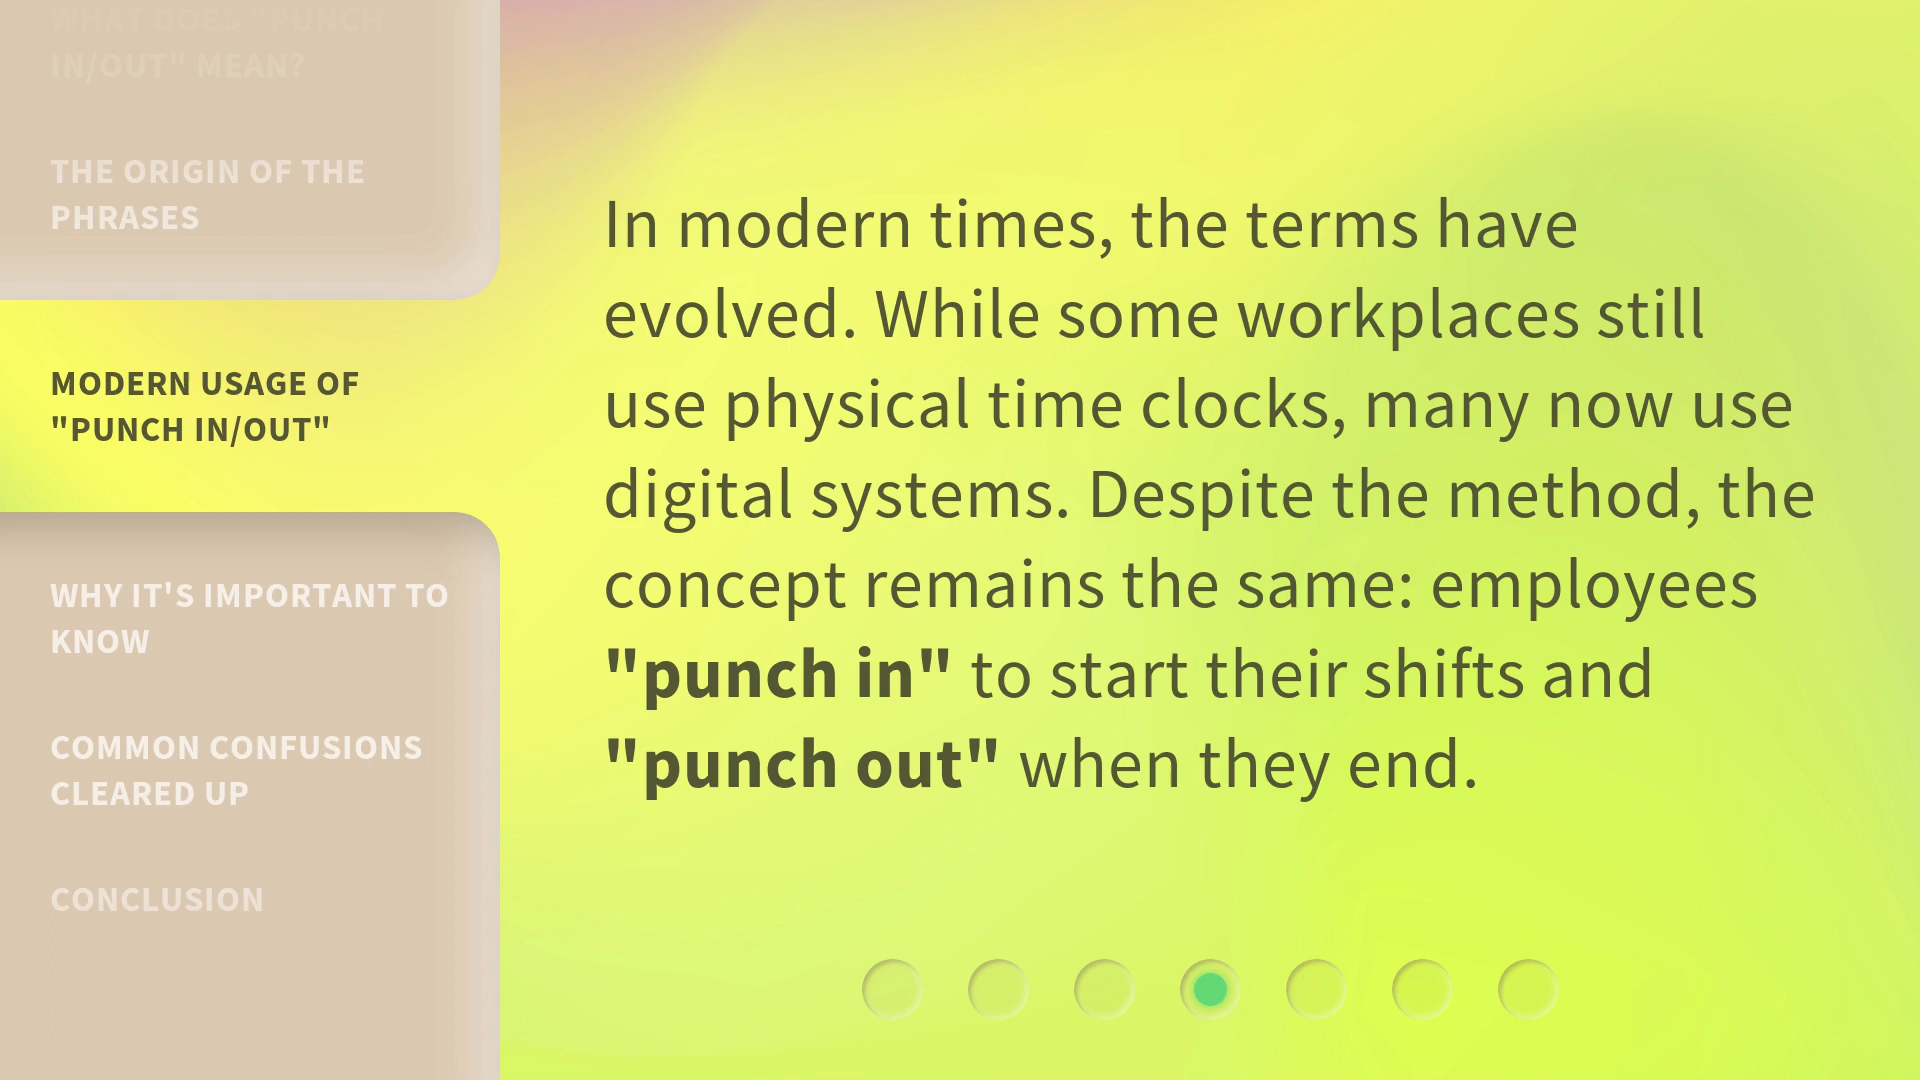 WHAT DOES "PUNCH
IN/OUT" MEAN?
THE ORIGIN OF THE
PHRASES
MODERN USAGE OF
"PUNCH IN/OUT"
WHY IT'S IMPORTANT TO
KNOW
COMMON CONFUSIONS
CLEARED UP
CONCLUSION
In modern times, the terms have
evolved. While some workplaces still
use physical time clocks, many now use
digital systems. Despite the method, the
concept remains the same: employees
"punch in" to start their shifts and
"punch out" when they end.